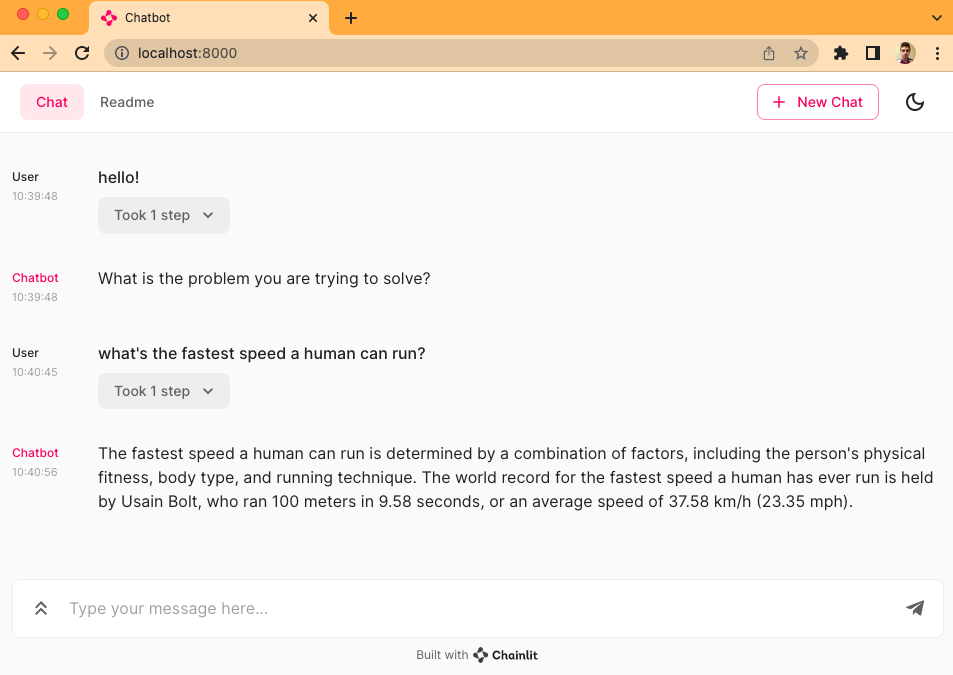 Chatbot
localhost:8000
Chat
Readme
New Chat
User
10:39:48
hello!
Took 1 step
Chatbot
10:39:48
What is the problem you are trying to solve?
User
10:40:45
what's the fastest speed a human can run?
Took 1 step
Chatbot
10:40:56
The fastest speed a human can run is determined by a combination of factors, including the person's physical
fitness, body type, and running technique. The world record for the fastest speed a human has ever run is held
by Usain Bolt, who ran 100 meters in 9.58 seconds, or an average speed of 37.58 km/h (23.35 mph).
Type your message here...
Built with Chainlit